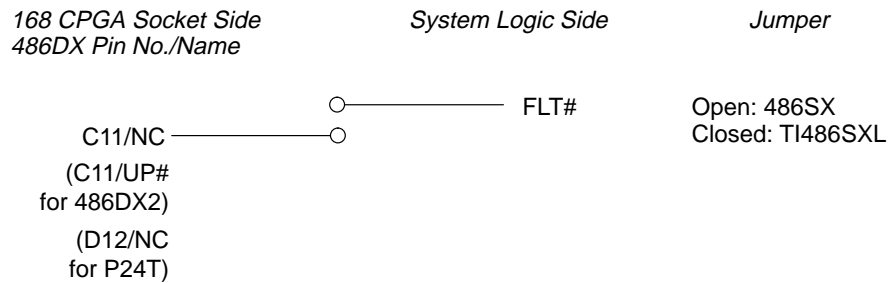 168 CPGA Socket Side
486DX Pin No./Name
System Logic Side
Jumper
FLT#
Open: 486SX
C11/NC
Closed: TI486SXL
(C11/UP#
for 486DX2)
(D12/NC
for P24T)